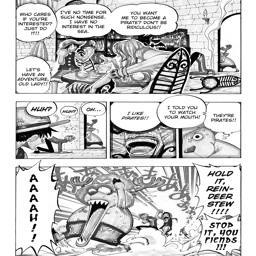 WHO CARES
IF YOU'RE
INTERESTED?
JUST DO
IT!!
I'VE NO TIME FOR
SUCH NONSENSE.
I HAVE NO
INTEREST IN THE
SEA.
YOU WANT
ME TO BECOME A
PIRATE? DON'T BE
RIDICULOUS!!
LET'S
HAVE AN
ADVENTURE,
OLD LADY!!
HUH?
HUH?
OH...
I LIKE
PIRATES!!
I TOLD YOU
TO WATCH
YOUR MOUTH!
THEY'RE
PIRATES!!
AAAAH!!
HOLD
IT,
REIN-
DEER
STEW
!!!!
STOP
IT, YOU
FIENDS
!!!